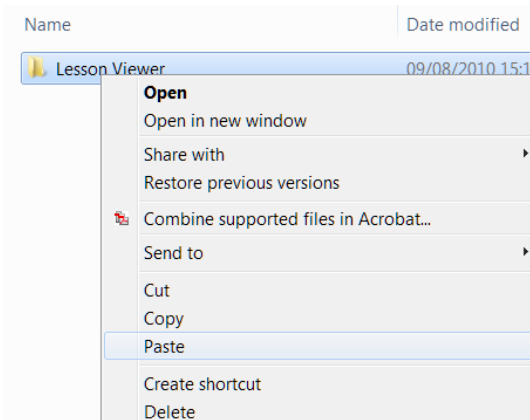 Name Date modified
Lesson Viewer 09/08/2010 15:1
Open
Open in new window
Share with
Restore previous versions
Combine supported files in Acrobat...
Send to
Cut
Copy
Paste
Create shortcut
Delete